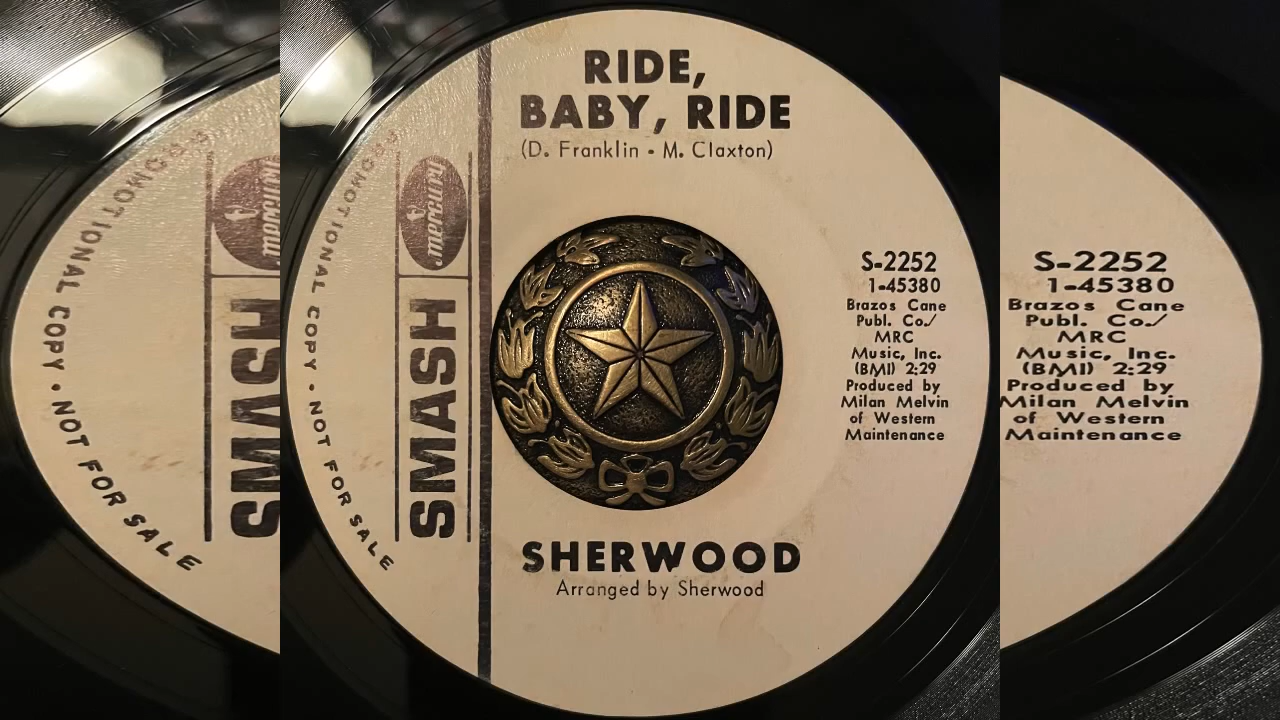 RIDE,
BABY, RIDE
(D. Franklin - M. Claxton)
PROMOTIONAL COPY • NOT FOR SALE
mercury
SMASH
S-2252
1-45380
Brazos Cane
Publ. Co./
MRC
Music, Inc.
(BMI) 2:29
Produced by
Milan Melvin
of Western
Maintenance
SHERWOOD
Arranged by Sherwood
PROMOTIONAL COPY • NOT FOR SALE
mercury
SMASH
S-2252
1-45380
Brazos Cane
Publ. Co./
MRC
Music, Inc.
(BMI) 2:29
Produced by
Milan Melvin
of Western
Maintenance